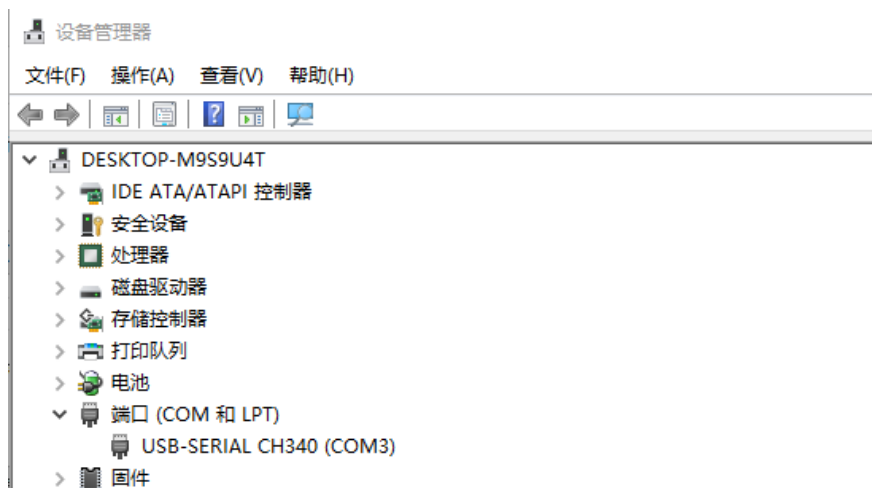 设备管理器
文件(F) 操作(A) 查看(V) 帮助(H)
DESKTOP-M9S9U4T
IDE ATA/ATAPI 控制器
安全设备
处理器
磁盘驱动器
存储控制器
打印队列
电池
端口 (COM 和 LPT)
USB-SERIAL CH340 (COM3)
固件